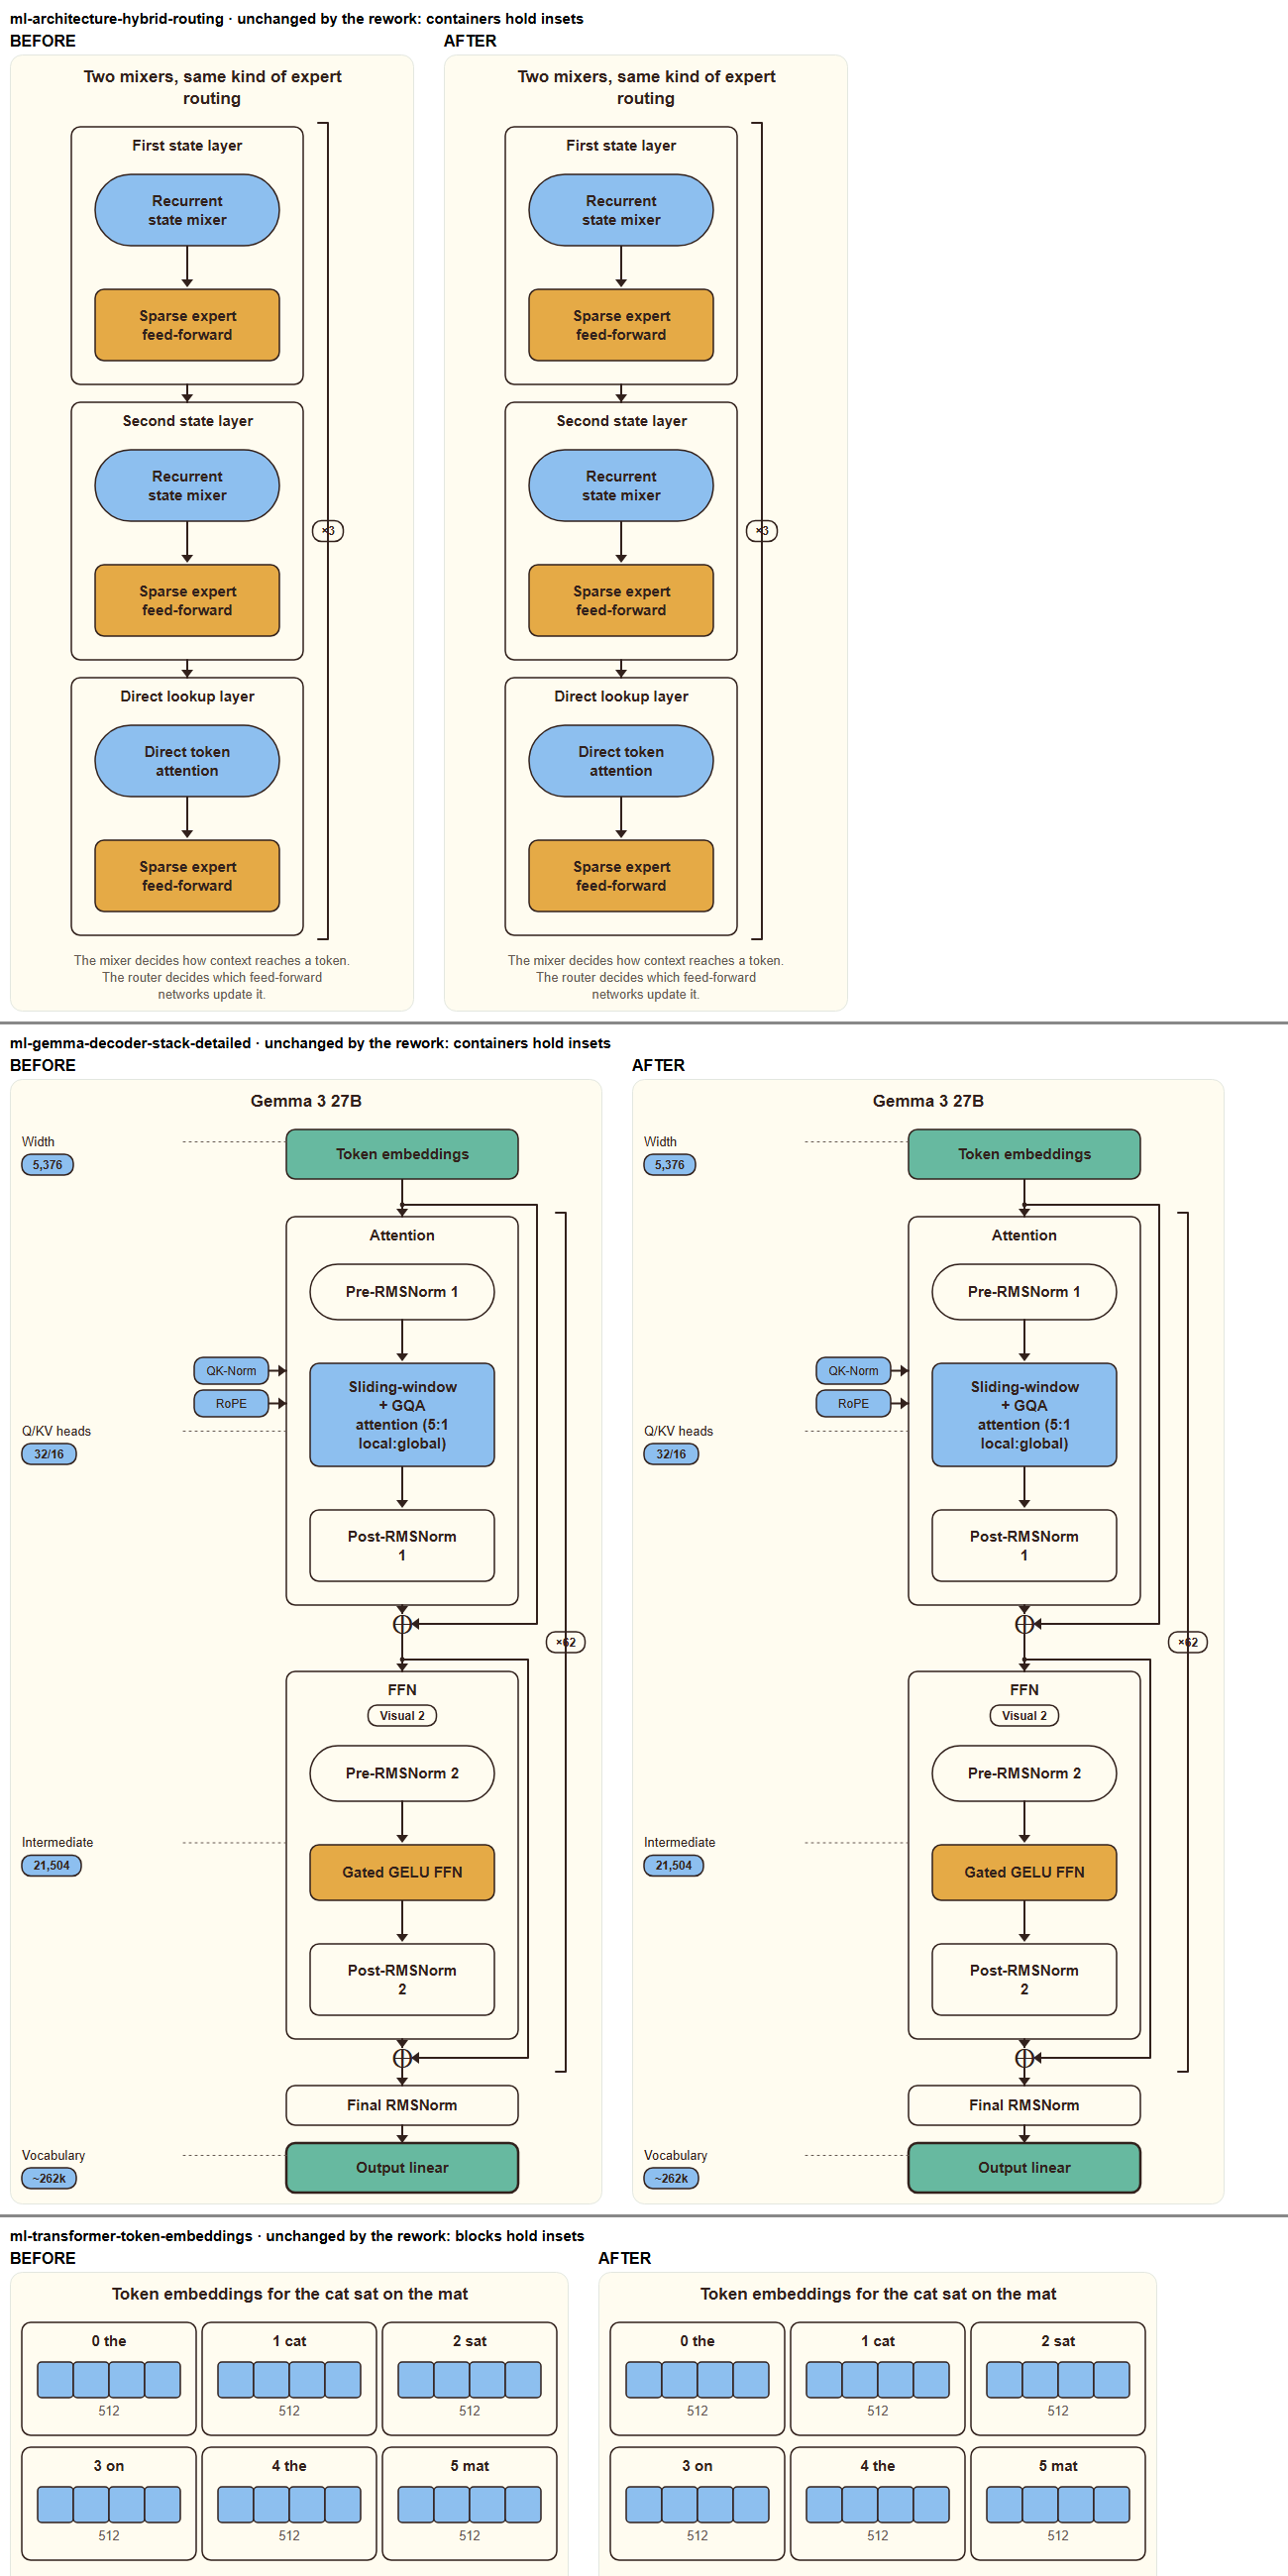 ml-architecture-hybrid-routing · unchanged by the rework: containers hold insets
BEFORE
Two mixers, same kind of expert
routing
First state layer
Recurrent
state mixer
Sparse expert
feed-forward
Second state layer
Recurrent
state mixer
×3
Sparse expert
feed-forward
Direct lookup layer
Direct token
attention
Sparse expert
feed-forward
The mixer decides how context reaches a token.
The router decides which feed-forward
networks update it.
AFTER
Two mixers, same kind of expert
routing
First state layer
Recurrent
state mixer
Sparse expert
feed-forward
Second state layer
Recurrent
state mixer
×3
Sparse expert
feed-forward
Direct lookup layer
Direct token
attention
Sparse expert
feed-forward
The mixer decides how context reaches a token.
The router decides which feed-forward
networks update it.
ml-gemma-decoder-stack-detailed · unchanged by the rework: containers hold insets
BEFORE
Gemma 3 27B
Width
5,376
Token embeddings
Attention
Pre-RMSNorm 1
QK-Norm
RoPE
Sliding-window
+ GQA
attention (5:1
local:global)
Q/KV heads
32/16
Post-RMSNorm
1
×62
FFN
Visual 2
Pre-RMSNorm 2
Intermediate
21,504
Gated GELU FFN
Post-RMSNorm
2
Final RMSNorm
Vocabulary
~262k
Output linear
AFTER
Gemma 3 27B
Width
5,376
Token embeddings
Attention
Pre-RMSNorm 1
QK-Norm
RoPE
Sliding-window
+ GQA
attention (5:1
local:global)
Q/KV heads
32/16
Post-RMSNorm
1
×62
FFN
Visual 2
Pre-RMSNorm 2
Intermediate
21,504
Gated GELU FFN
Post-RMSNorm
2
Final RMSNorm
Vocabulary
~262k
Output linear
ml-transformer-token-embeddings · unchanged by the rework: blocks hold insets
BEFORE
Token embeddings for the cat sat on the mat
0 the
1 cat
2 sat
512
512
512
3 on
4 the
5 mat
512
512
512
AFTER
Token embeddings for the cat sat on the mat
0 the
1 cat
2 sat
512
512
512
3 on
4 the
5 mat
512
512
512